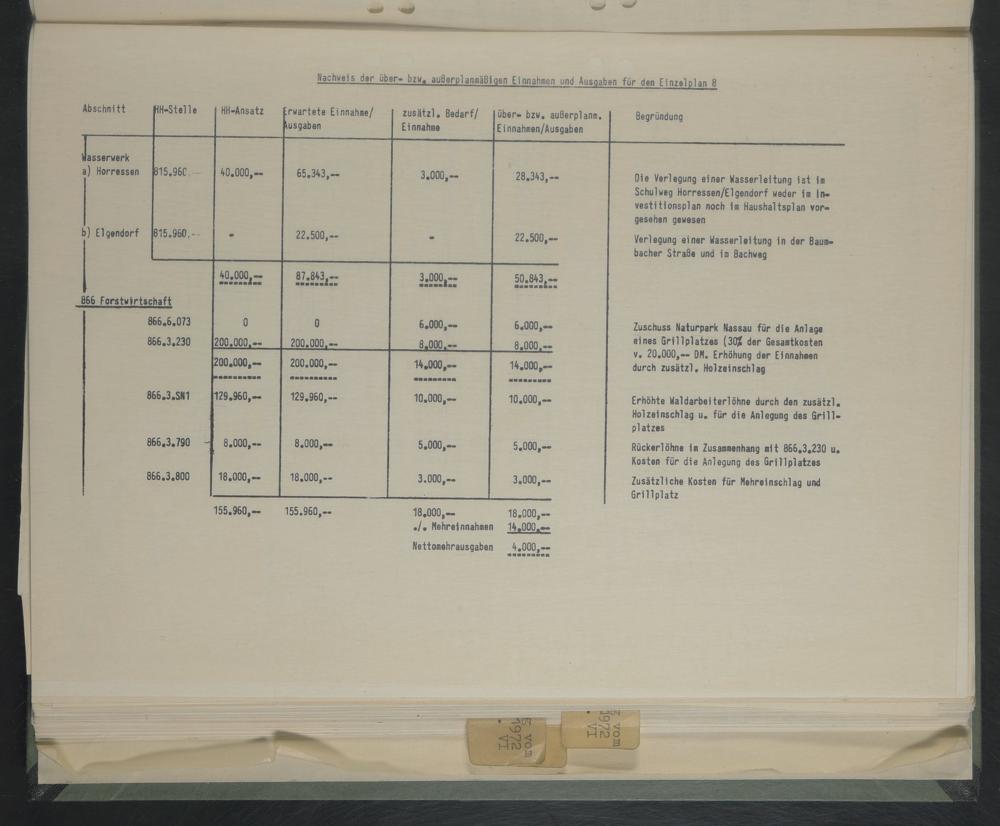 Nachweis der über- bzw. außerplanmäßigen Einnahmen und Ausgaben für den Einzelplan 8
Abschnitt HH-Stelle HH-Ansatz Erwartete Einnahme/ zusätzl. Bedarf/ über- bzw. außerplanm. Begründung
Ausgaben Einnahme Einnahmen/Ausgaben
Wasserwerk
a) Horressen 815.960.-- 40.000,-- 65.343,-- 3.000,-- 28.343,-- Die Verlegung einer Wasserleitung ist im
Schulweg Horressen/Elgendorf weder im In-
vestitionsplan noch im Haushaltsplan vor-
gesehen gewesen
b) Elgendorf 815.960.-- - 22.500,-- - 22.500,-- Verlegung einer Wasserleitung in der Baum-
bacher Straße und im Bachweg
40.000,-- 87.843,-- 3.000,-- 50.843,--
866 Forstwirtschaft
866.6.073 0 0 6.000,-- 6.000,-- Zuschuss Naturpark Nassau für die Anlage
866.3.230 200.000,-- 200.000,-- 8.000,-- 8.000,-- eines Grillplatzes (30% der Gesamtkosten
v. 20.000,-- DM. Erhöhung der Einnahmen
200.000,-- 200.000,-- 14.000,-- 14.000,-- durch zusätzl. Holzeinschlag
866.3.SN1 129.960,-- 129.960,-- 10.000,-- 10.000,-- Erhöhte Waldarbeiterlöhne durch den zusätzl.
Holzeinschlag u. für die Anlegung des Grill-
platzes
866.3.790 8.000,-- 8.000,-- 5.000,-- 5.000,-- Rückerlöhne im Zusammenhang mit 866.3.230 u.
Kosten für die Anlegung des Grillplatzes
866.3.800 18.000,-- 18.000,-- 3.000,-- 3.000,-- Zusätzliche Kosten für Mehreinschlag und
Grillplatz
155.960,-- 155.960,-- 18.000,-- 18.000,--
./. Mehreinnahmen 14.000,--
Nettomehrausgaben 4.000,--
vom
1972
VI
vom
1972
VI